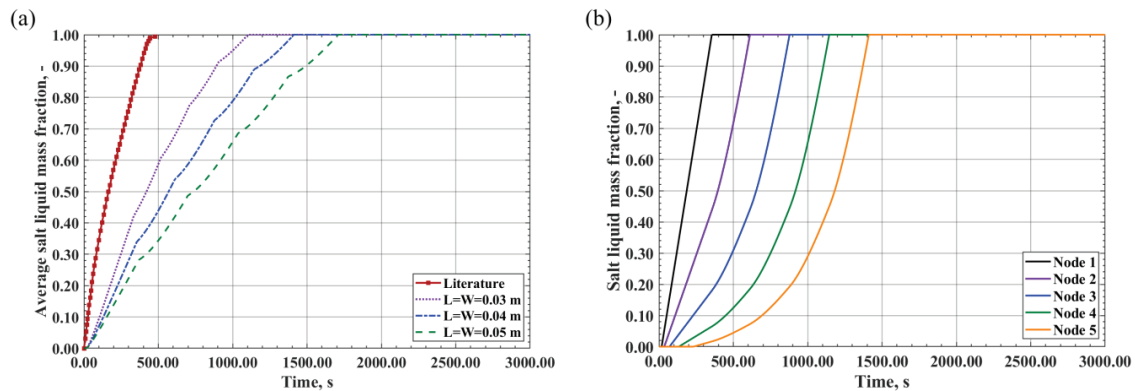 (a)
Average salt liquid mass fraction, -
1.00
0.90
0.80
0.70
0.60
0.50
0.40
0.30
0.20
0.10
0.00
0.00 500.00 1000.00 1500.00 2000.00 2500.00 3000.00
Time, s
Literature
L=W=0.03 m
L=W=0.04 m
L=W=0.05 m
(b)
Salt liquid mass fraction, -
1.00
0.90
0.80
0.70
0.60
0.50
0.40
0.30
0.20
0.10
0.00
0.00 500.00 1000.00 1500.00 2000.00 2500.00 3000.00
Time, s
Node 1
Node 2
Node 3
Node 4
Node 5